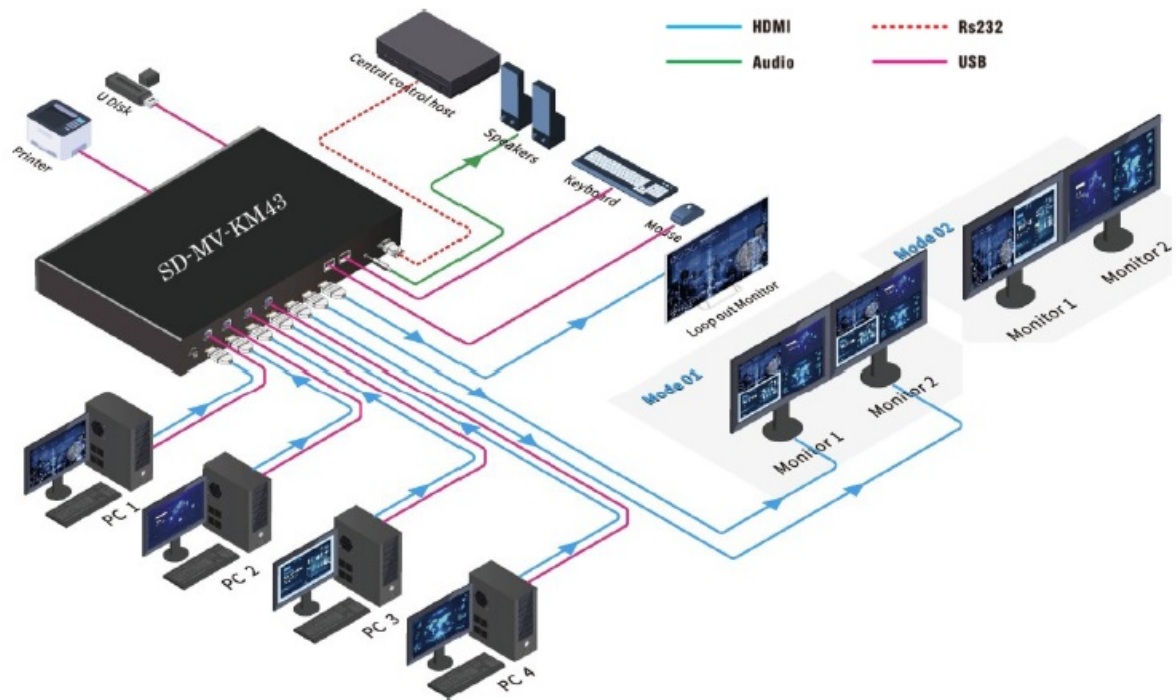 HDMI
Rs232
Audio
USB
Central control host
U Disk
Speakers
Printer
Keyboard
Mouse
SD-MV-KM43
Loop out Monitor
Mode 02
Monitor 2
Monitor 1
Mode 01
Monitor 2
Monitor 1
PC 1
PC 2
PC 3
PC 4